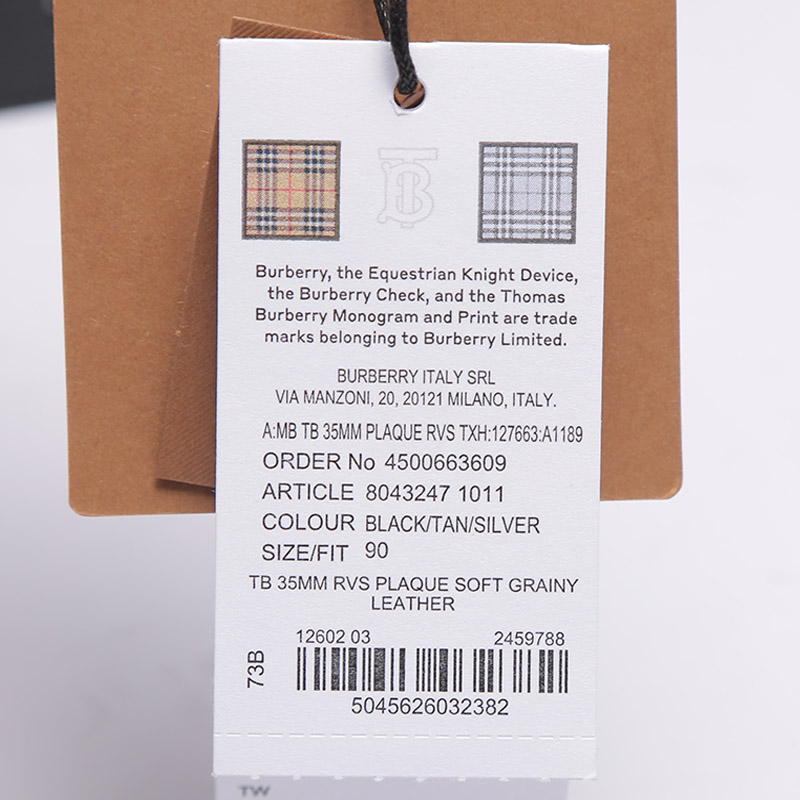 TB
Burberry, the Equestrian Knight Device,
the Burberry Check, and the Thomas
Burberry Monogram and Print are trade
marks belonging to Burberry Limited.
BURBERRY ITALY SRL
VIA MANZONI, 20, 20121 MILANO, ITALY.
A:MB TB 35MM PLAQUE RVS TXH:127663:A1189
ORDER No 4500663609
ARTICLE 8043247 1011
COLOUR BLACK/TAN/SILVER
SIZE/FIT 90
TB 35MM RVS PLAQUE SOFT GRAINY
LEATHER
12602 03 2459788
73B
5045626032382
TW